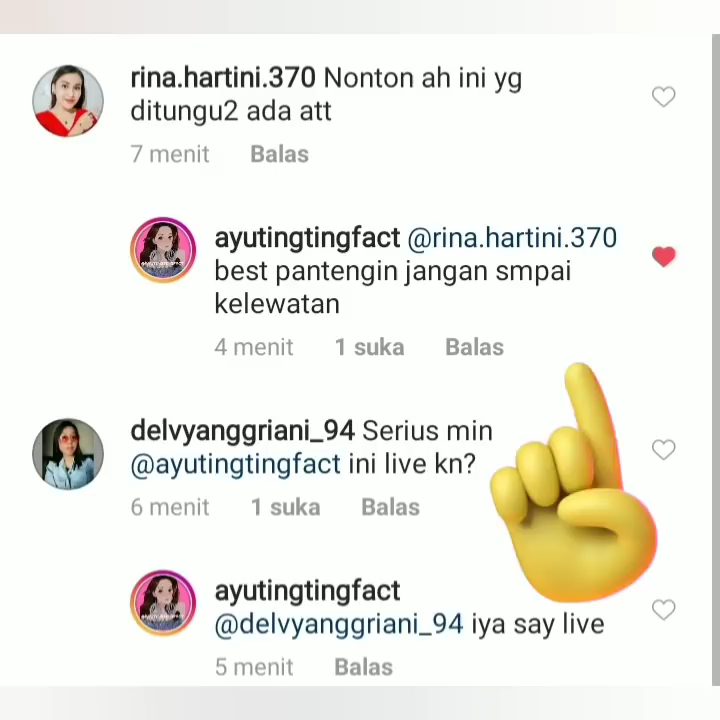 rina.hartini.370 Nonton ah ini yg
ditungu2 ada att
7 menit Balas
ayutingtingfact @rina.hartini.370
best pantengin jangan smpai
kelewatan
4 menit 1 suka Balas
delvyanggriani_94 Serius min
@ayutingtingfact ini live kn?
6 menit 1 suka Balas
ayutingtingfact
@delvyanggriani_94 iya say live
5 menit Balas